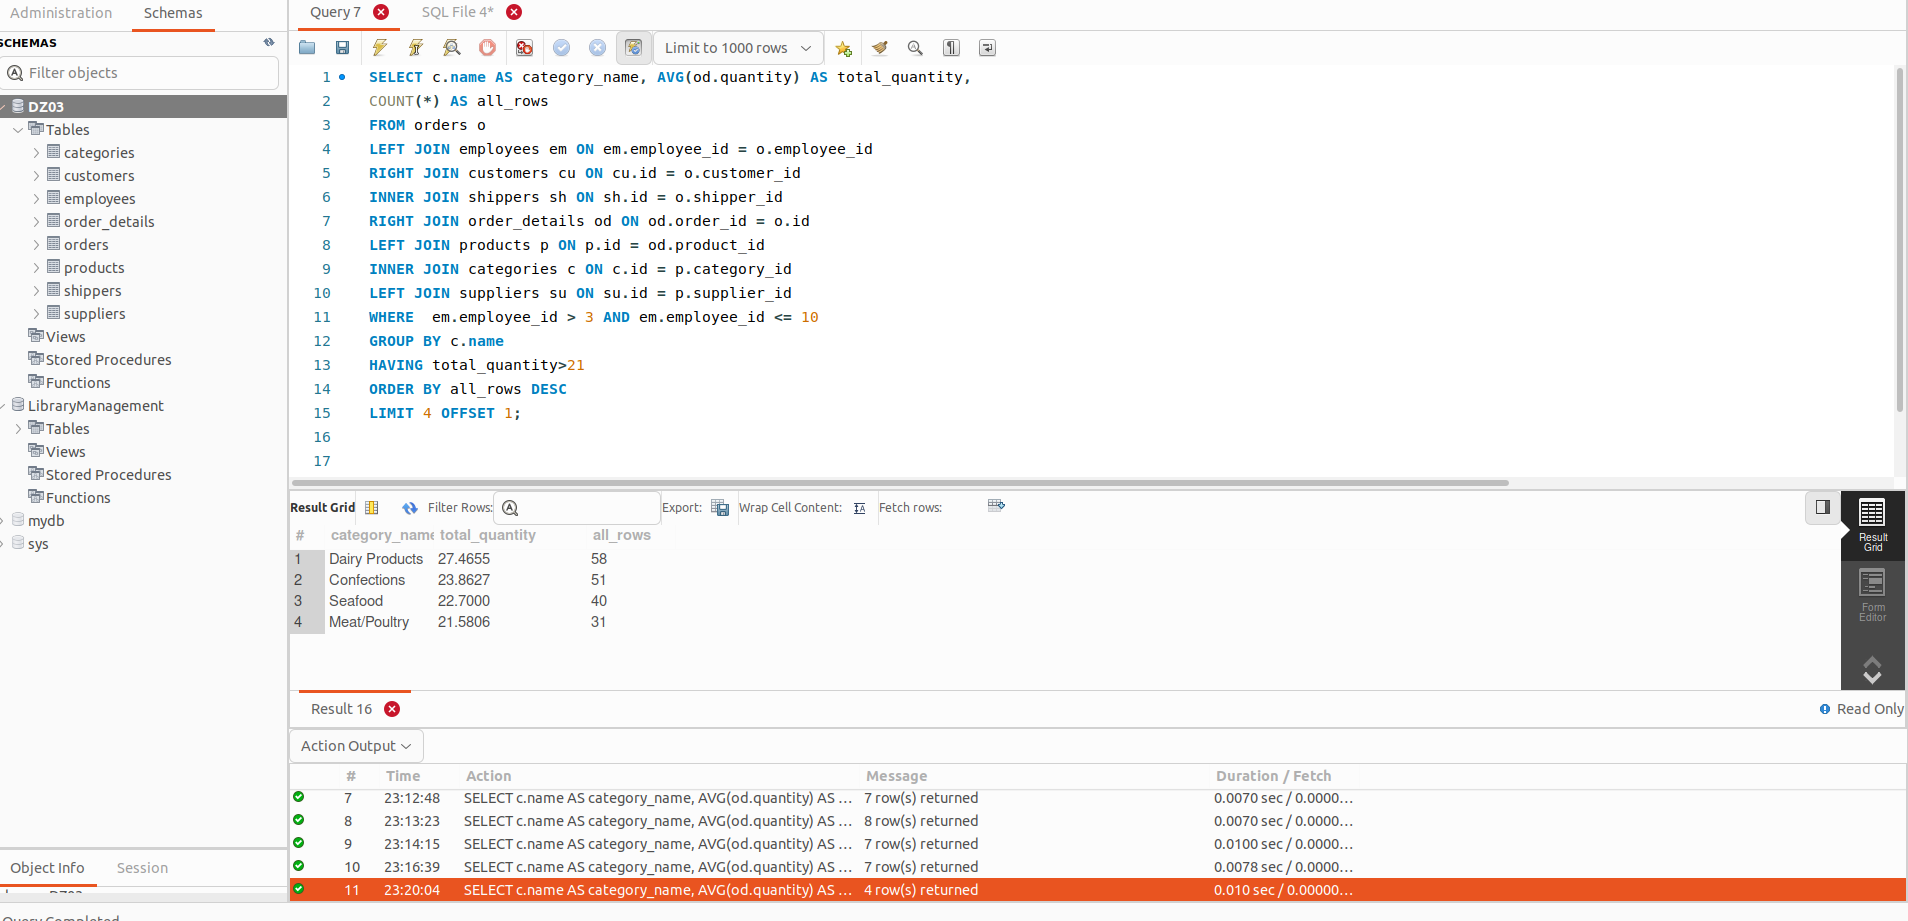 Administration
Schemas
SCHEMAS
Filter objects
DZ03
Tables
categories
customers
employees
order_details
orders
products
shippers
suppliers
Views
Stored Procedures
Functions
LibraryManagement
Tables
Views
Stored Procedures
Functions
mydb
sys
Object Info
Session
Query Completed
Query 7
SQL File 4*
Limit to 1000 rows
1 SELECT c.name AS category_name, AVG(od.quantity) AS total_quantity,
2 COUNT(*) AS all_rows
3 FROM orders o
4 LEFT JOIN employees em ON em.employee_id = o.employee_id
5 RIGHT JOIN customers cu ON cu.id = o.customer_id
6 INNER JOIN shippers sh ON sh.id = o.shipper_id
7 RIGHT JOIN order_details od ON od.order_id = o.id
8 LEFT JOIN products p ON p.id = od.product_id
9 INNER JOIN categories c ON c.id = p.category_id
10 LEFT JOIN suppliers su ON su.id = p.supplier_id
11 WHERE  em.employee_id > 3 AND em.employee_id <= 10
12 GROUP BY c.name
13 HAVING total_quantity>21
14 ORDER BY all_rows DESC
15 LIMIT 4 OFFSET 1;
16
17
Result Grid Filter Rows: Export: Wrap Cell Content: Fetch rows:
# category_name total_quantity all_rows
1 Dairy Products 27.4655 58
2 Confections 23.8627 51
3 Seafood 22.7000 40
4 Meat/Poultry 21.5806 31
Result
Grid
Form
Editor
Result 16
Read Only
Action Output
# Time Action Message Duration / Fetch
7 23:12:48 SELECT c.name AS category_name, AVG(od.quantity) AS ... 7 row(s) returned 0.0070 sec / 0.0000...
8 23:13:23 SELECT c.name AS category_name, AVG(od.quantity) AS ... 8 row(s) returned 0.0070 sec / 0.0000...
9 23:14:15 SELECT c.name AS category_name, AVG(od.quantity) AS ... 7 row(s) returned 0.0100 sec / 0.0000...
10 23:16:39 SELECT c.name AS category_name, AVG(od.quantity) AS ... 7 row(s) returned 0.0078 sec / 0.0000...
11 23:20:04 SELECT c.name AS category_name, AVG(od.quantity) AS ... 4 row(s) returned 0.010 sec / 0.00000...